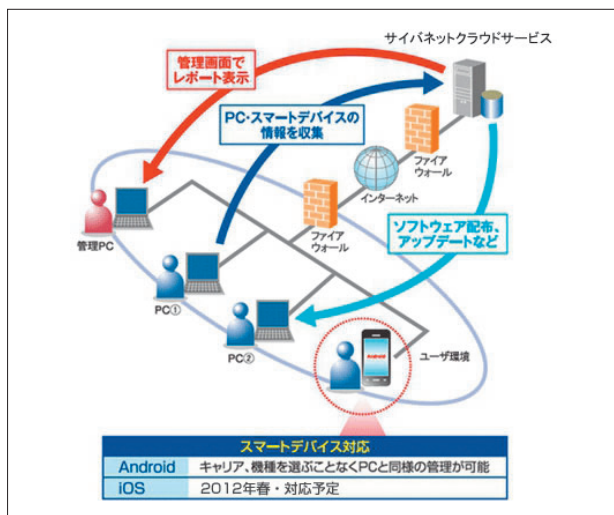 サイバネットクラウドサービス
管理画面で
レポート表示
PC・スマートデバイスの
情報を収集
ファイア
ウォール
インターネット
ファイア
ウォール
ソフトウェア配布、
アップデートなど
管理PC
PC①
PC②
Android
ユーザ環境
スマートデバイス対応
Android キャリア、機種を選ぶことなくPCと同様の管理が可能
iOS 2012年春・対応予定